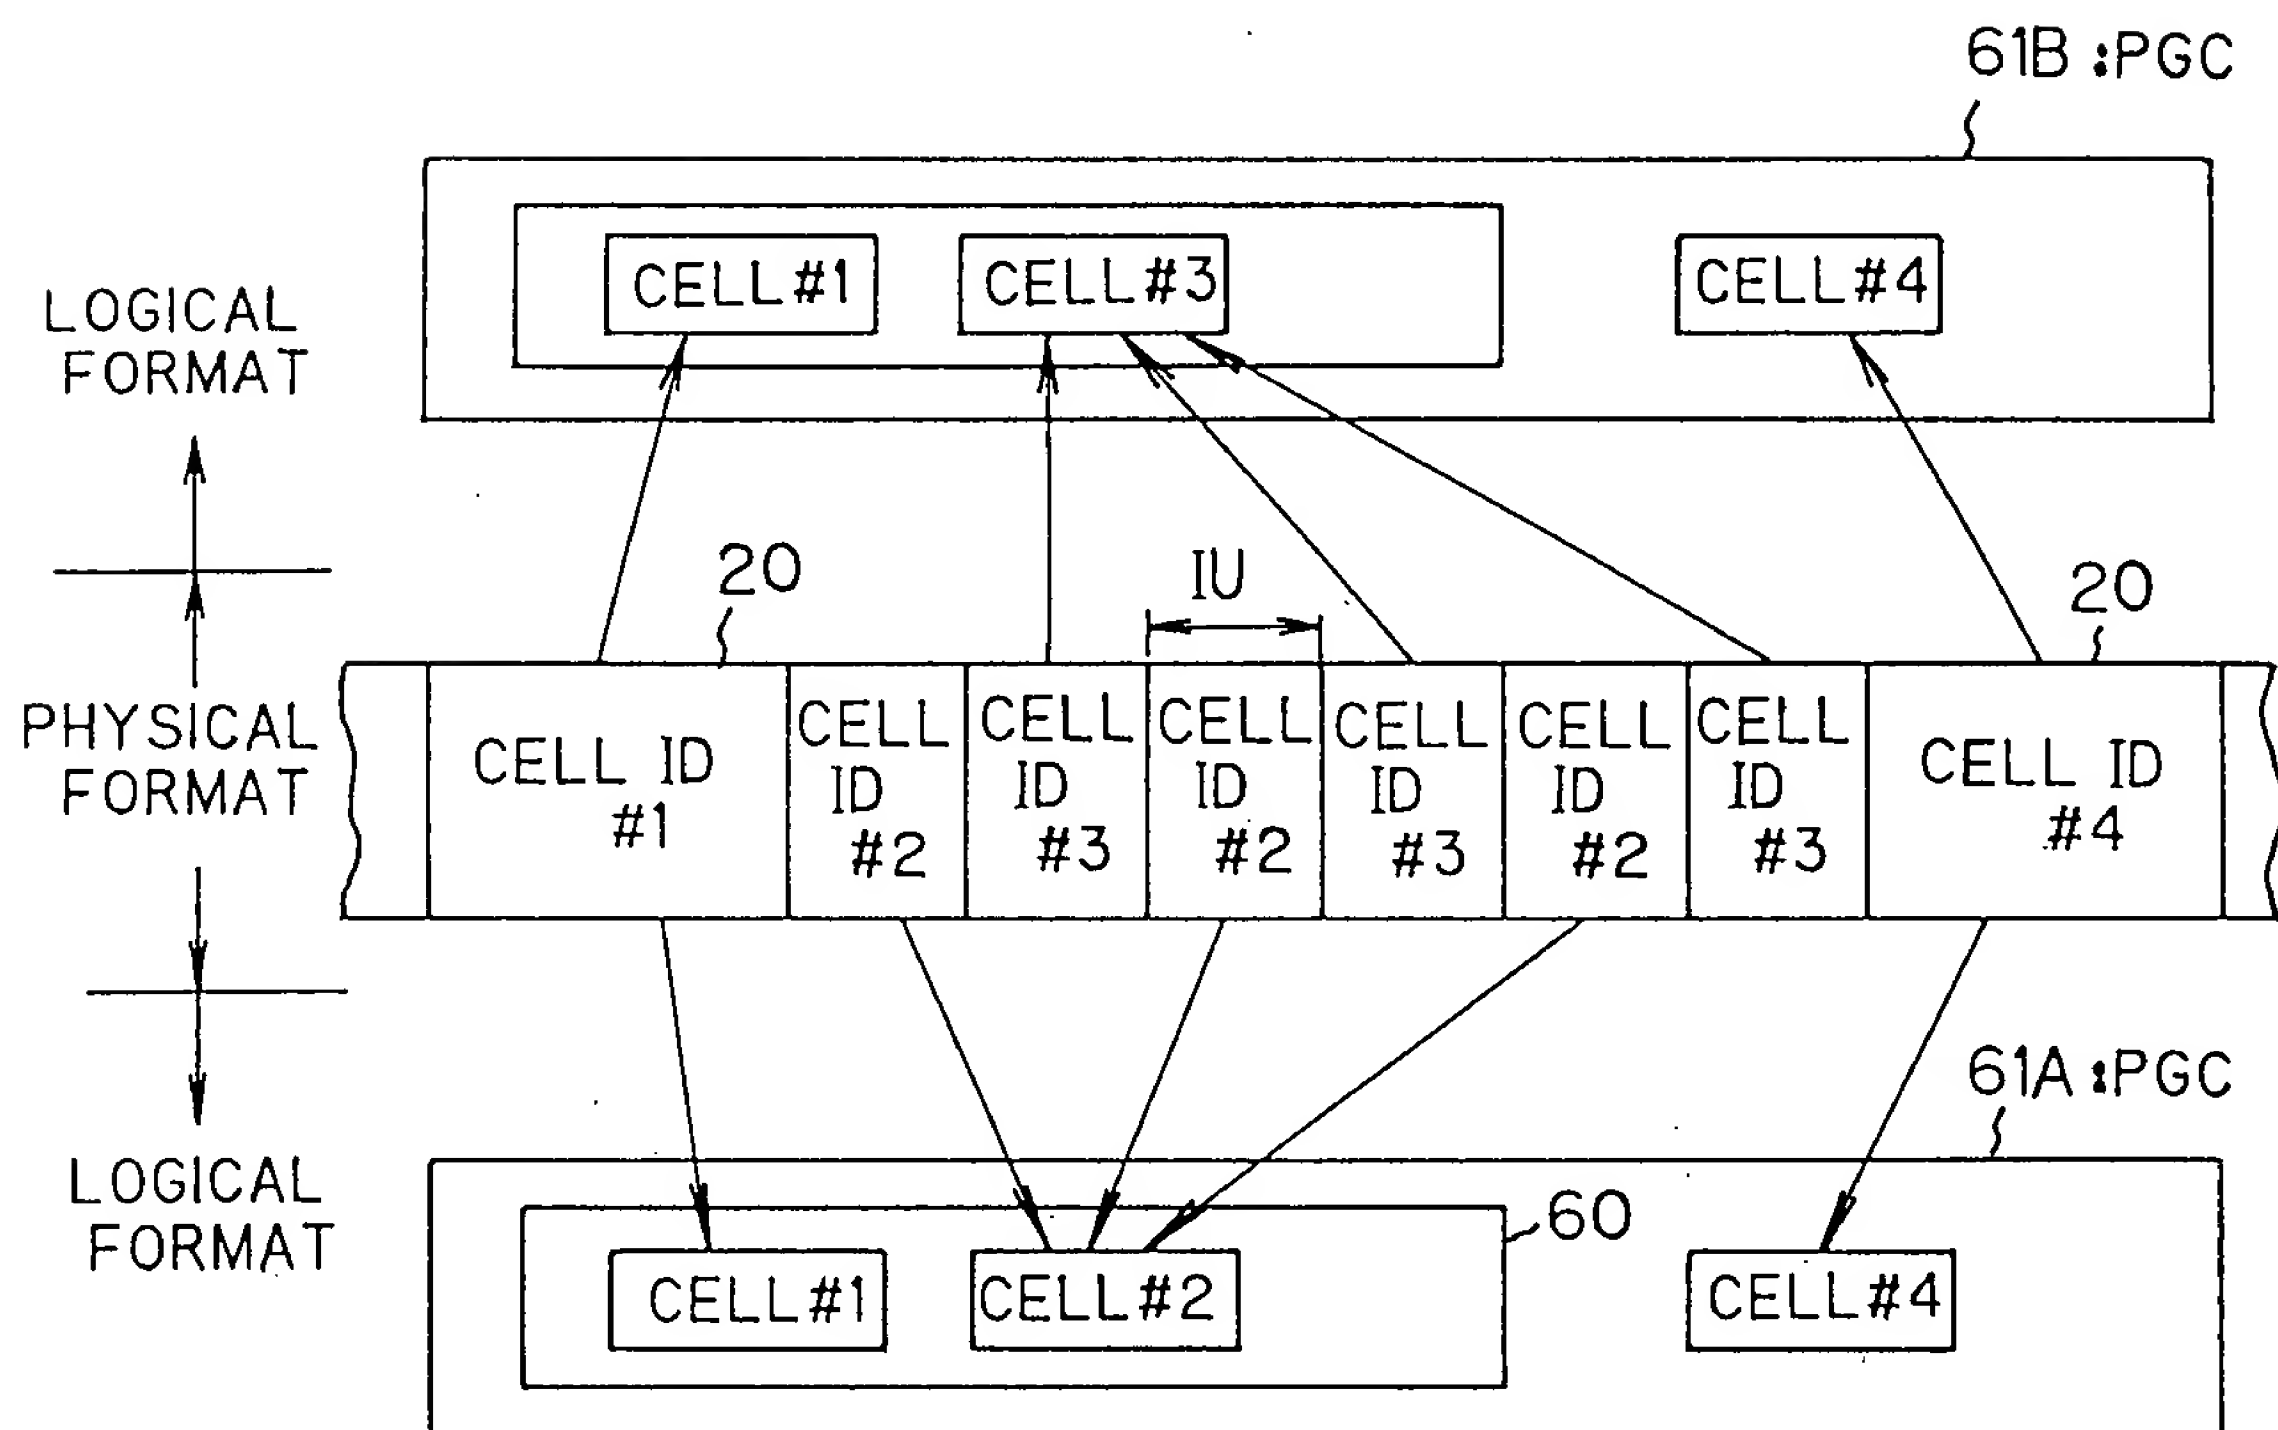 61B :PGC
CELL #1
CELL #3
CELL #4
LOGICAL
FORMAT
20
IU
20
PHYSICAL
FORMAT
CELL ID
#1
CELL
ID
#2
CELL
ID
#3
CELL
ID
#2
CELL
ID
#3
CELL
ID
#2
CELL
ID
#3
CELL ID
#4
61A :PGC
LOGICAL
FORMAT
60
CELL #1
CELL #2
CELL #4